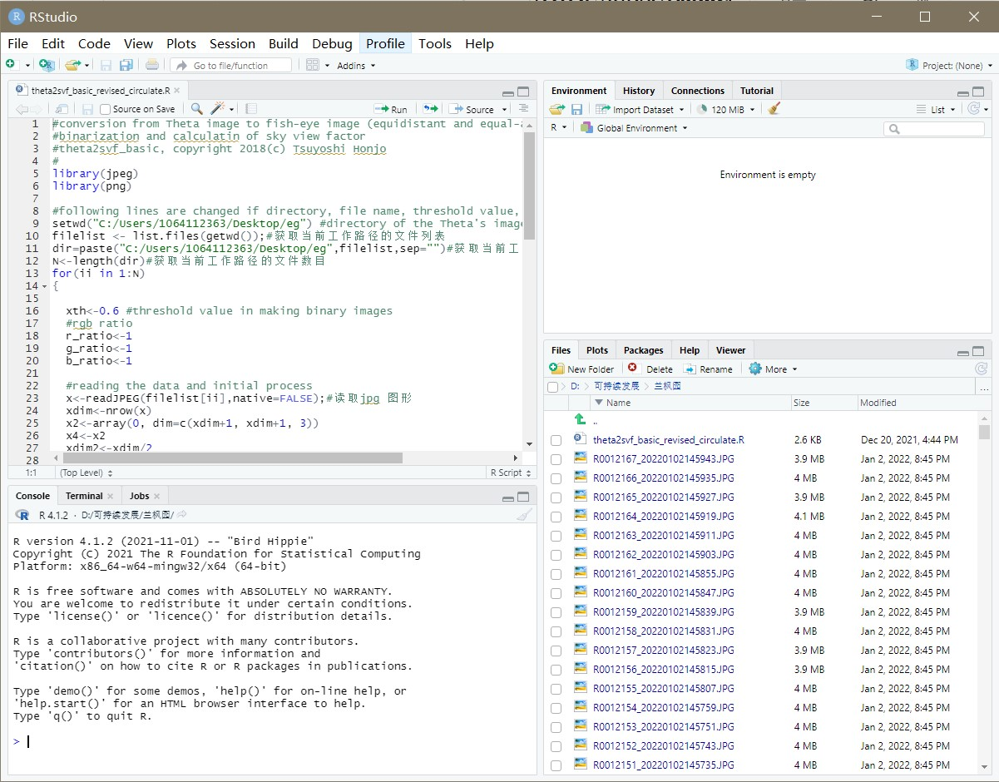 RStudio
File Edit Code View Plots Session Build Debug Profile Tools Help
Go to file/function Addins Project: (None)
theta2svf_basic_revised_circulate.R
Source on Save Run Source
1 #conversion from Theta image to fish-eye image (equidistant and equal-a
2 #binarization and calculatin of sky view factor
3 #theta2svf_basic, copyright 2018(c) Tsuyoshi Honjo
4 #
5 library(jpeg)
6 library(png)
7
8 #following lines are changed if directory, file name, threshold value,
9 setwd("C:/Users/1064112363/Desktop/eg") #directory of the Theta's image
10 filelist <- list.files(getwd());#获取当前工作路径的文件列表
11 dir=paste("C:/Users/1064112363/Desktop/eg",filelist,sep="")#获取当前工
12 N<-length(dir)#获取当前工作路径的文件数目
13 for(ii in 1:N)
14 {
15
16 xth<-0.6 #threshold value in making binary images
17 #rgb ratio
18 r_ratio<-1
19 g_ratio<-1
20 b_ratio<-1
21
22 #reading the data and initial process
23 x<-readJPEG(filelist[ii],native=FALSE);#读取jpg 图形
24 xdim<-nrow(x)
25 x2<-array(0, dim=c(xdim+1, xdim+1, 3))
26 x4<-x2
27 xdim2<-xdim/2
28
1:1 (Top Level) R Script
Console Terminal Jobs
R 4.1.2 · D:/可持续发展/兰枫园/
R version 4.1.2 (2021-11-01) -- "Bird Hippie"
Copyright (C) 2021 The R Foundation for Statistical Computing
Platform: x86_64-w64-mingw32/x64 (64-bit)
R is free software and comes with ABSOLUTELY NO WARRANTY.
You are welcome to redistribute it under certain conditions.
Type 'license()' or 'licence()' for distribution details.
R is a collaborative project with many contributors.
Type 'contributors()' for more information and
'citation()' on how to cite R or R packages in publications.
Type 'demo()' for some demos, 'help()' for on-line help, or
'help.start()' for an HTML browser interface to help.
Type 'q()' to quit R.
>
Environment History Connections Tutorial
Import Dataset 120 MiB List
R Global Environment
Environment is empty
Files Plots Packages Help Viewer
New Folder Delete Rename More
D: 可持续发展 兰枫园 ...
Name Size Modified
..
theta2svf_basic_revised_circulate.R 2.6 KB Dec 20, 2021, 4:44 PM
R0012167_20220102145943.JPG 3.9 MB Jan 2, 2022, 8:45 PM
R0012166_20220102145935.JPG 4 MB Jan 2, 2022, 8:45 PM
R0012165_20220102145927.JPG 3.9 MB Jan 2, 2022, 8:45 PM
R0012164_20220102145919.JPG 4.1 MB Jan 2, 2022, 8:45 PM
R0012163_20220102145911.JPG 4 MB Jan 2, 2022, 8:45 PM
R0012162_20220102145903.JPG 4 MB Jan 2, 2022, 8:45 PM
R0012161_20220102145855.JPG 4 MB Jan 2, 2022, 8:45 PM
R0012160_20220102145847.JPG 4 MB Jan 2, 2022, 8:45 PM
R0012159_20220102145839.JPG 3.9 MB Jan 2, 2022, 8:45 PM
R0012158_20220102145831.JPG 4 MB Jan 2, 2022, 8:45 PM
R0012157_20220102145823.JPG 3.9 MB Jan 2, 2022, 8:45 PM
R0012156_20220102145815.JPG 3.9 MB Jan 2, 2022, 8:45 PM
R0012155_20220102145807.JPG 4 MB Jan 2, 2022, 8:45 PM
R0012154_20220102145759.JPG 4 MB Jan 2, 2022, 8:45 PM
R0012153_20220102145751.JPG 4 MB Jan 2, 2022, 8:45 PM
R0012152_20220102145743.JPG 4 MB Jan 2, 2022, 8:45 PM
R0012151_20220102145735.JPG 4 MB Jan 2, 2022, 8:45 PM